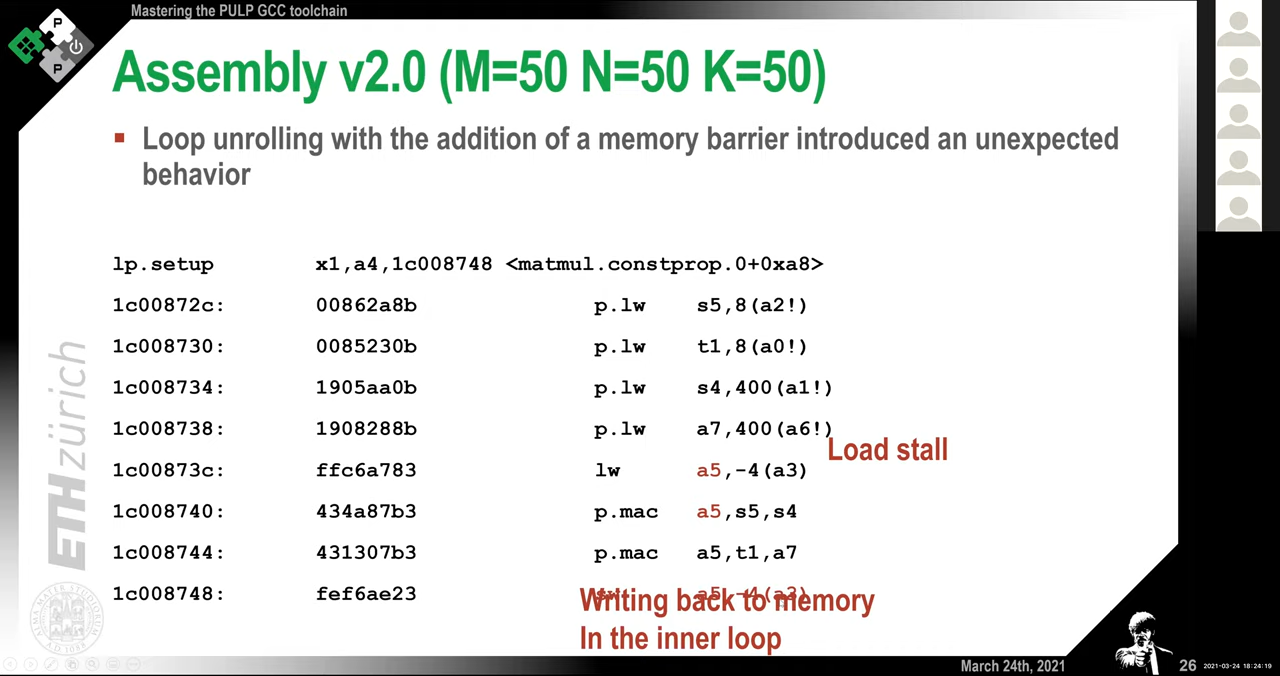 Mastering the PULP GCC toolchain
P
P
Assembly v2.0 (M=50 N=50 K=50)
Loop unrolling with the addition of a memory barrier introduced an unexpected
behavior
lp.setup x1,a4,1c008748 <matmul.constprop.0+0xa8>
1c00872c: 00862a8b p.lw s5,8(a2!)
1c008730: 0085230b p.lw t1,8(a0!)
1c008734: 1905aa0b p.lw s4,400(a1!)
1c008738: 1908288b p.lw a7,400(a6!)
Load stall
1c00873c: ffc6a783 lw a5,-4(a3)
1c008740: 434a87b3 p.mac a5,s5,s4
1c008744: 431307b3 p.mac a5,t1,a7
1c008748: fef6ae23 a5,-4(a3)
Writing back to memory
In the inner loop
ETH zürich
March 24th, 2021 26 2021-03-24 18:24:19